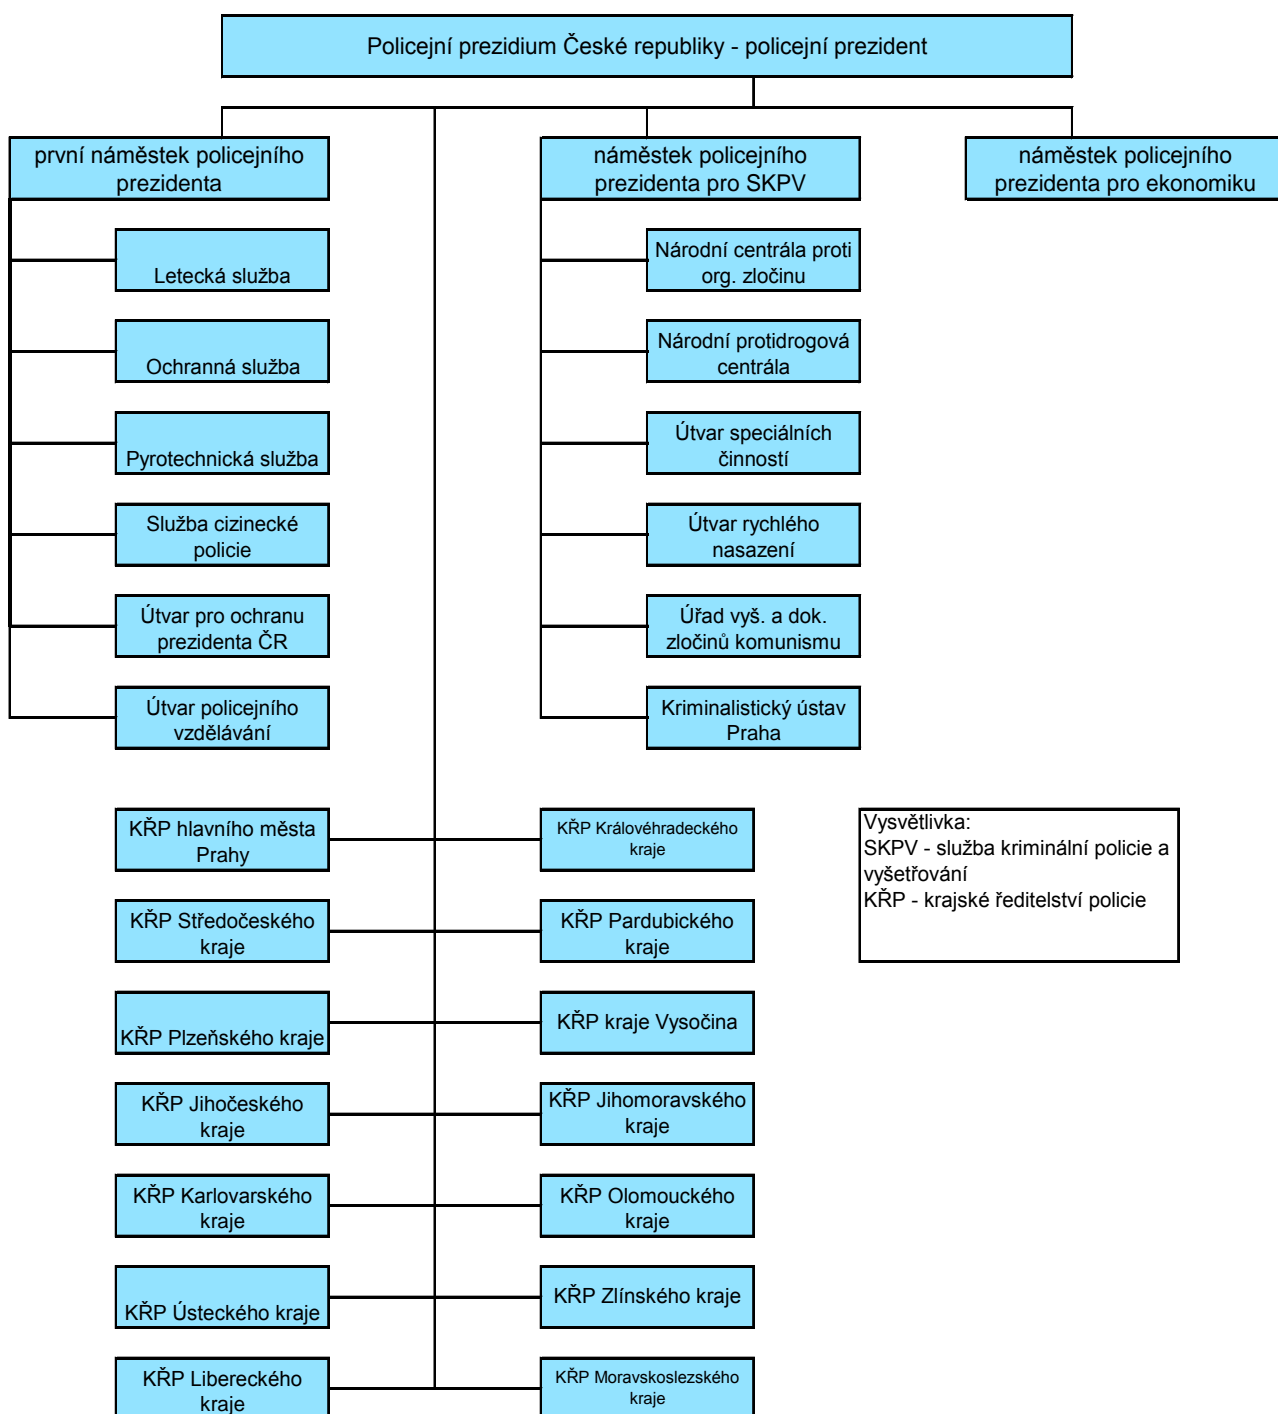 Policejní prezidium České republiky - policejní prezident
první náměstek policejního
prezidenta
náměstek policejního
prezidenta pro SKPV
náměstek policejního
prezidenta pro ekonomiku
Letecká služba
Národní centrála proti
org. zločinu
Ochranná služba
Národní protidrogová
centrála
Pyrotechnická služba
Útvar speciálních
činností
Služba cizinecké
policie
Útvar rychlého
nasazení
Útvar pro ochranu
prezidenta ČR
Úřad vyš. a dok.
zločinů komunismu
Útvar policejního
vzdělávání
Kriminalistický ústav
Praha
KŘP hlavního města
Prahy
KŘP Královéhradeckého
kraje
Vysvětlivka:
SKPV - služba kriminální policie a
vyšetřování
KŘP - krajské ředitelství policie
KŘP Středočeského
kraje
KŘP Pardubického
kraje
KŘP Plzeňského kraje
KŘP kraje Vysočina
KŘP Jihočeského
kraje
KŘP Jihomoravského
kraje
KŘP Karlovarského
kraje
KŘP Olomouckého
kraje
KŘP Ústeckého kraje
KŘP Zlínského kraje
KŘP Libereckého
kraje
KŘP Moravskoslezského
kraje